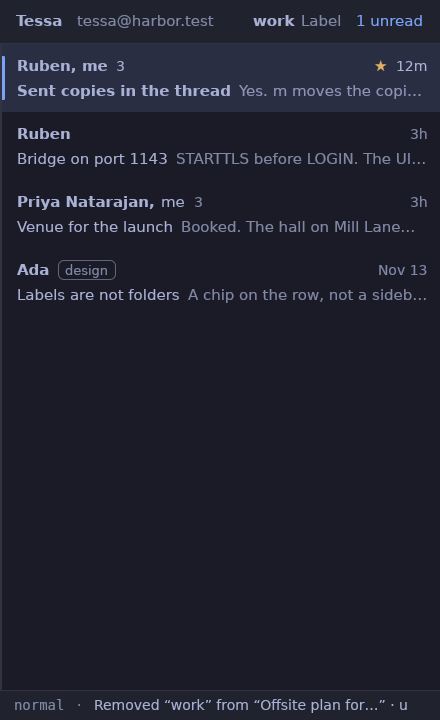 Tessa tessa@harbor.test work Label 1 unread
Ruben, me 3 ★ 12m
Sent copies in the thread Yes. m moves the copi…
Ruben 3h
Bridge on port 1143 STARTTLS before LOGIN. The UI…
Priya Natarajan, me 3 3h
Venue for the launch Booked. The hall on Mill Lane…
Ada design Nov 13
Labels are not folders A chip on the row, not a sideb…
normal · Removed “work” from “Offsite plan for…” · u